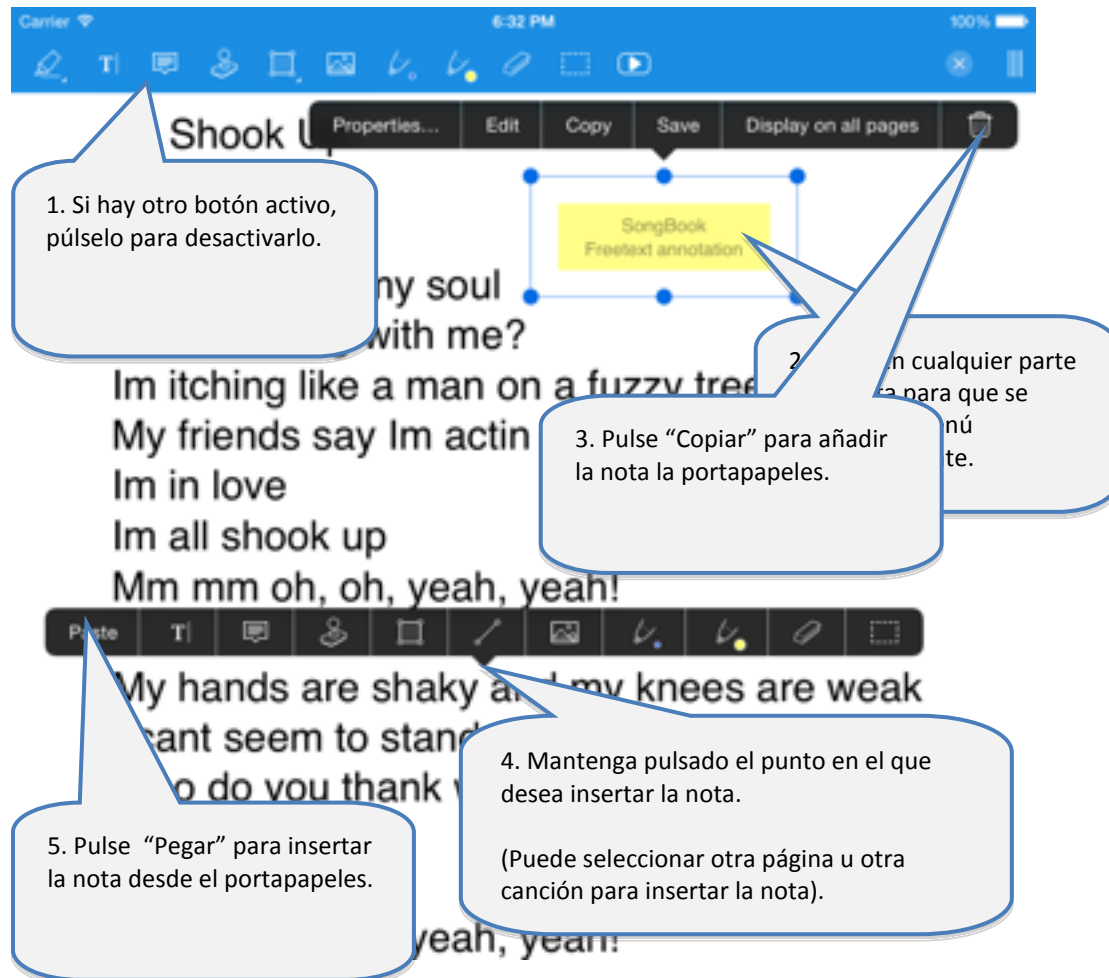 Carrier 6:32 PM 100%
T
Properties... Edit Copy Save Display on all pages
Shook Up
1. Si hay otro botón activo,
púlselo para desactivarlo.
SongBook
Freetext annotation
my soul
with me?
Im itching like a man on a fuzzy tree
2 en cualquier parte
para que se
te.
3. Pulse “Copiar” para añadir
la nota la portapapeles.
My friends say Im actin
Im in love
Im all shook up
Mm mm oh, oh, yeah, yeah!
Paste T
My hands are shaky and my knees are weak
cant seem to stand
do you thank
4. Mantenga pulsado el punto en el que
desea insertar la nota.
(Puede seleccionar otra página u otra
canción para insertar la nota).
5. Pulse “Pegar” para insertar
la nota desde el portapapeles.
yeah, yeah!